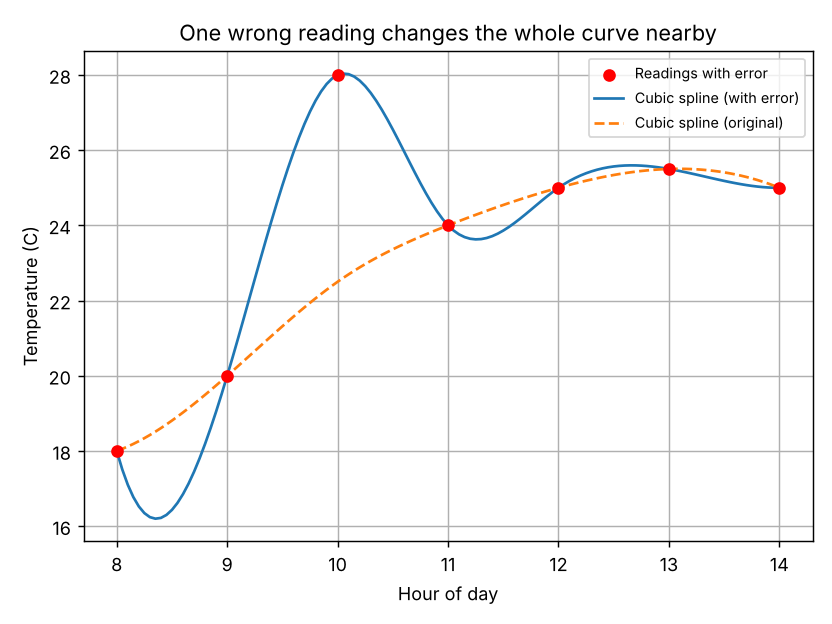 One wrong reading changes the whole curve nearby
Readings with error
Cubic spline (with error)
Cubic spline (original)
Temperature (C)
28
26
24
22
20
18
16
8 9 10 11 12 13 14
Hour of day